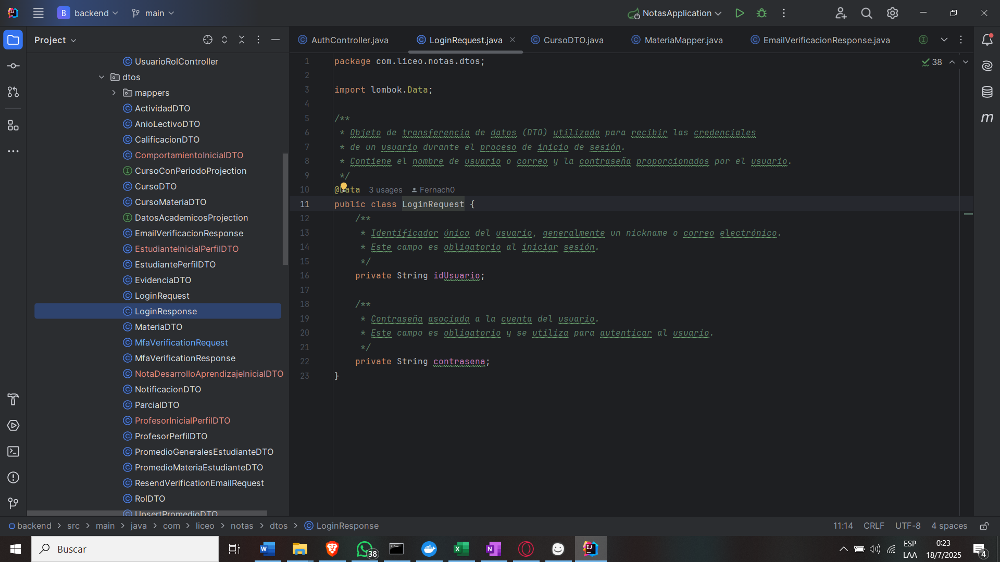 B backend main NotasApplication
Project
AuthController.java LoginRequest.java CursoDTO.java MateriaMapper.java EmailVerificacionResponse.java
UsuarioRolController
dtos
mappers
ActividadDTO
AnioLectivoDTO
CalificacionDTO
ComportamientoInicialDTO
CursoConPeriodoProjection
CursoDTO
CursoMateriaDTO
DatosAcademicosProjection
EmailVerificacionResponse
EstudianteInicialPerfilDTO
EstudiantePerfilDTO
EvidenciaDTO
LoginRequest
LoginResponse
MateriaDTO
MfaVerificationRequest
MfaVerificationResponse
NotaDesarrolloAprendizajeInicialDTO
NotificacionDTO
ParcialDTO
ProfesorInicialPerfilDTO
ProfesorPerfilDTO
PromedioGeneralesEstudianteDTO
PromedioMateriaEstudianteDTO
ResendVerificationEmailRequest
RolDTO
UpsertPromedioDTO
38
1 package com.liceo.notas.dtos;
2
3 import lombok.Data;
4
5 /**
6 * Objeto de transferencia de datos (DTO) utilizado para recibir las credenciales
7 * de un usuario durante el proceso de inicio de sesión.
8 * Contiene el nombre de usuario o correo y la contraseña proporcionados por el usuario.
9 */
10 @Data 3 usages Fernach0
11 public class LoginRequest {
12 /**
13 * Identificador único del usuario, generalmente un nickname o correo electrónico.
14 * Este campo es obligatorio al iniciar sesión.
15 */
16 private String idUsuario;
17
18 /**
19 * Contraseña asociada a la cuenta del usuario.
20 * Este campo es obligatorio y se utiliza para autenticar al usuario.
21 */
22 private String contrasena;
23 }
backend > src > main > java > com > liceo > notas > dtos > LoginResponse 11:14 CRLF UTF-8 4 spaces
Buscar
38
ESP
LAA
0:23
18/7/2025
4